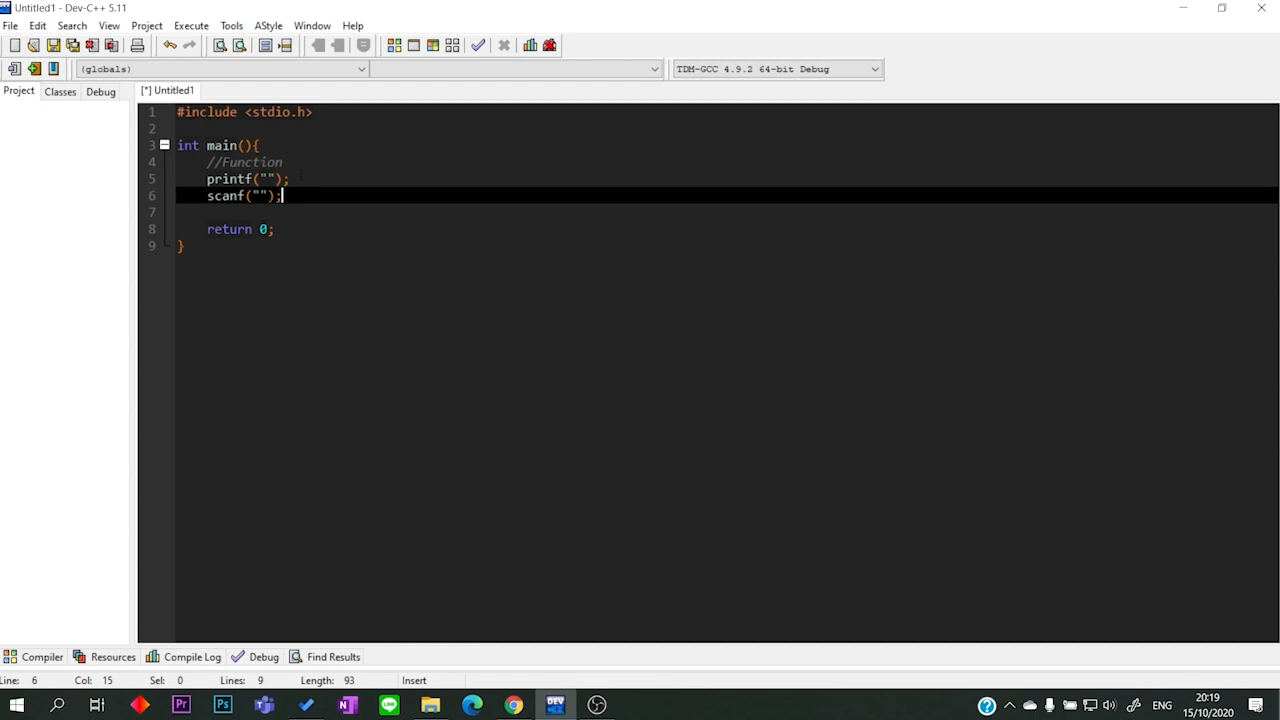 Untitled1 - Dev-C++ 5.11
File Edit Search View Project Execute Tools AStyle Window Help
(globals) TDM-GCC 4.9.2 64-bit Debug
Project Classes Debug [*] Untitled1
1 #include <stdio.h>
2
3 int main(){
4 //Function
5 printf("");
6 scanf("");
7
8 return 0;
9 }
Compiler Resources Compile Log Debug Find Results
Line: 6 Col: 15 Sel: 0 Lines: 9 Length: 93 Insert
ENG 20:19
15/10/2020